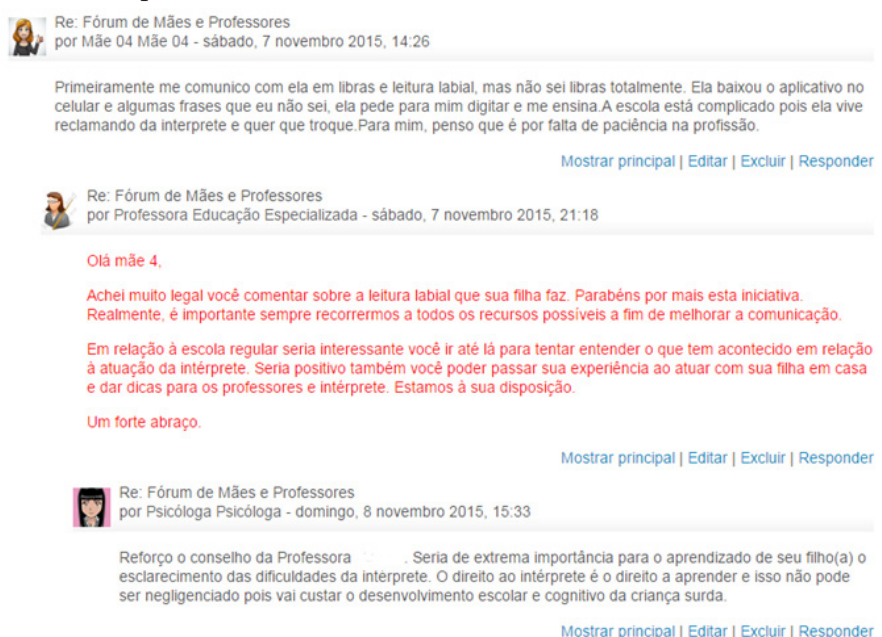 Re: Fórum de Mães e Professores
por Mãe 04 Mãe 04 - sábado, 7 novembro 2015, 14:26
Primeiramente me comunico com ela em libras e leitura labial, mas não sei libras totalmente. Ela baixou o aplicativo no
celular e algumas frases que eu não sei, ela pede para mim digitar e me ensina.A escola está complicado pois ela vive
reclamando da interprete e quer que troque.Para mim, penso que é por falta de paciência na profissão.
Mostrar principal | Editar | Excluir | Responder
Re: Fórum de Mães e Professores
por Professora Educação Especializada - sábado, 7 novembro 2015, 21:18
Olá mãe 4,
Achei muito legal você comentar sobre a leitura labial que sua filha faz. Parabéns por mais esta iniciativa.
Realmente, é importante sempre recorrermos a todos os recursos possíveis a fim de melhorar a comunicação.
Em relação à escola regular seria interessante você ir até lá para tentar entender o que tem acontecido em relação
à atuação da intérprete. Seria positivo também você poder passar sua experiência ao atuar com sua filha em casa
e dar dicas para os professores e intérprete. Estamos à sua disposição.
Um forte abraço.
Mostrar principal | Editar | Excluir | Responder
Re: Fórum de Mães e Professores
por Psicóloga Psicóloga - domingo, 8 novembro 2015, 15:33
Reforço o conselho da Professora . Seria de extrema importância para o aprendizado de seu filho(a) o
esclarecimento das dificuldades da interprete. O direito ao intérprete é o direito a aprender e isso não pode
ser negligenciado pois vai custar o desenvolvimento escolar e cognitivo da criança surda.
Mostrar principal | Editar | Excluir | Responder